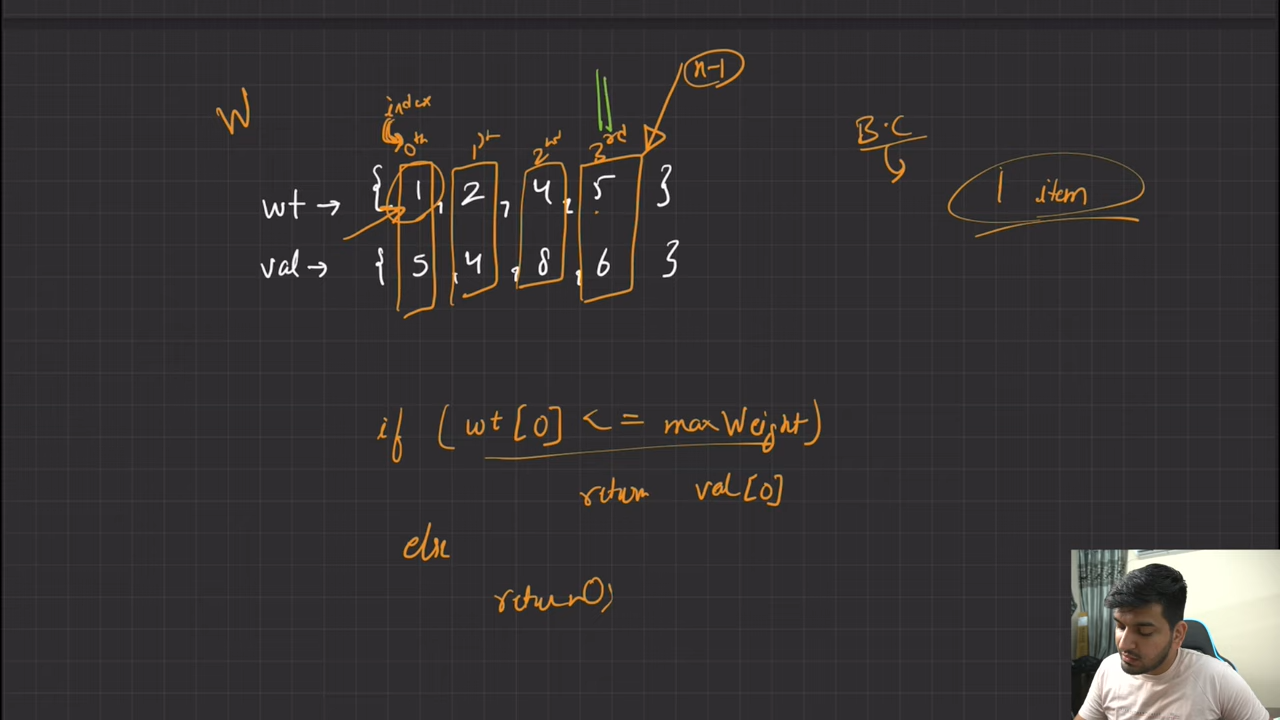 n-1
W
index
0th 1st 2nd 3rd
B.C
1 item
wt → { 1, 2, 4, 5 }
val → { 5, 4, 8, 6 }
if (wt[0] <= maxWeight)
return val[0]
else
return 0;